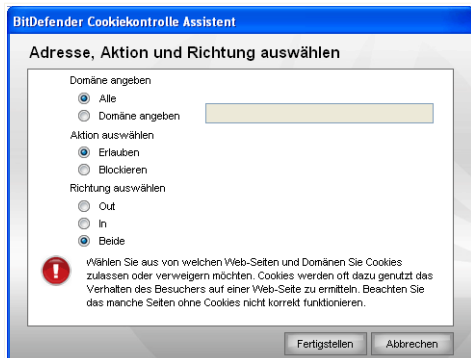 BitDefender Cookiekontrolle Assistent
Adresse, Aktion und Richtung auswählen
Domäne angeben
Alle
Domäne angeben
Aktion auswählen
Erlauben
Blockieren
Richtung auswählen
Out
In
Beide
Wählen Sie aus von welchen Web-Seiten und Domänen Sie Cookies
zulassen oder verweigern möchten. Cookies werden oft dazu genutzt das
Verhalten des Besuchers auf einer Web-Seite zu ermitteln. Beachten Sie
das manche Seiten ohne Cookies nicht korrekt funktionieren.
Fertigstellen Abbrechen